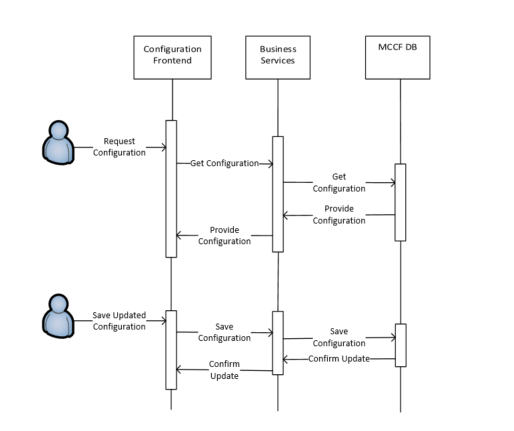 Configuration
Frontend
Business
Services
MCCF DB
Request
Configuration
Get Configuration
Get
Configuration
Provide
Configuration
Provide
Configuration
Save Updated
Configuration
Save
Configuration
Save
Configuration
Confirm Update
Confirm
Update